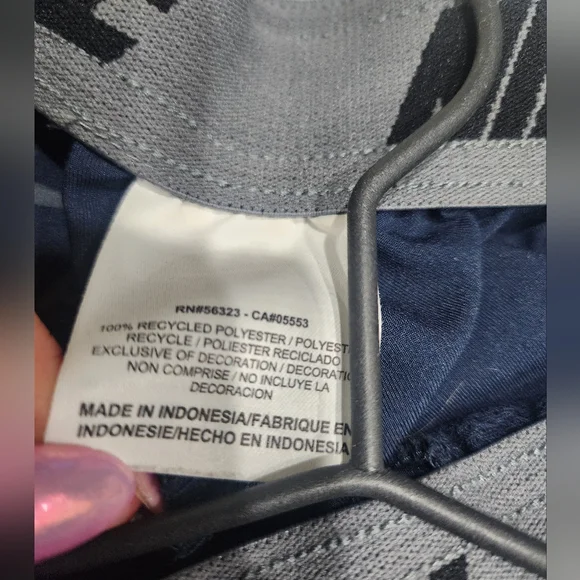 RN#56323 - CA#05553
100% RECYCLED POLYESTER / POLYEST
RECYCLE / POLIESTER RECICLADO
EXCLUSIVE OF DECORATION / DECORATIO
NON COMPRISE / NO INCLUYE LA
DECORACION
MADE IN INDONESIA/FABRIQUE EN
INDONESIE/HECHO EN INDONESIA